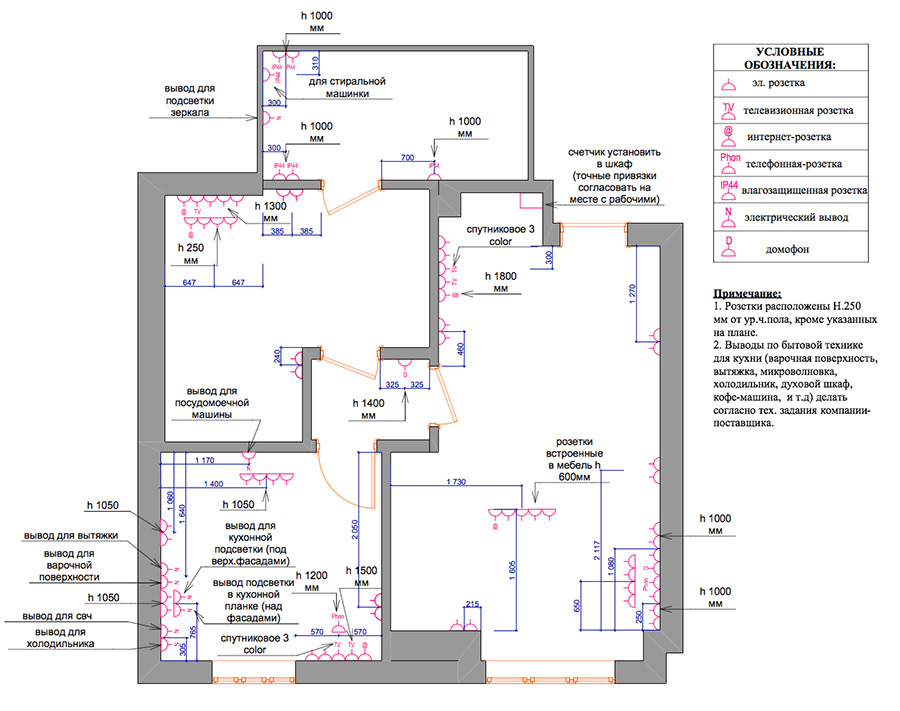 h 1000
мм
310
IP44
IP44
IP44
для стиральной
машинки
вывод для
подсветки
зеркала
300
N
h 1000
мм
300
IP44 IP44
h 1000
мм
700
IP44
счетчик установить
в шкаф
(точные привязки
согласовать на
месте с рабочими)
@ TV
h 1300
мм
385 385
@
h 250
мм
647 647
спутниковое 3
color
TV
TV
@
h 1800
мм
300
1 270
460
240
D
325 325
h 1400
мм
вывод для
посудомоечной
машины
N
1 170
1 400
1 060
1 640
h 1050
h 1050
вывод для вытяжки
вывод для
варочной
поверхности
h 1050
вывод для свч
вывод для
холодильника
N
N
N
N
N
N
вывод для
кухонной
подсветки (под
верх.фасадами)
вывод подсветки
в кухонной
планке (над
фасадами)
765
305
2 050
h 1200
мм
h 1500
мм
Phon
570 570
спутниковое 3
color
TV TV @
розетки
встроенные
в мебель h
600мм
1 730
@
1 605
2 117
1 080
650
250
215
TV
Phon
D
h 1000
мм
h 1000
мм
УСЛОВНЫЕ
ОБОЗНАЧЕНИЯ:
эл. розетка
TV телевизионная розетка
@ интернет-розетка
Phon телефонная-розетка
IP44 влагозащищенная розетка
N электрический вывод
D домофон
Примечание:
1. Розетки расположены Н.250
мм от ур.ч.пола, кроме указанных
на плане.
2. Выводы по бытовой технике
для кухни (варочная поверхность,
вытяжка, микроволновка,
холодильник, духовой шкаф,
кофе-машина, и т.д) делать
согласно тех. задания компании-
поставщика.